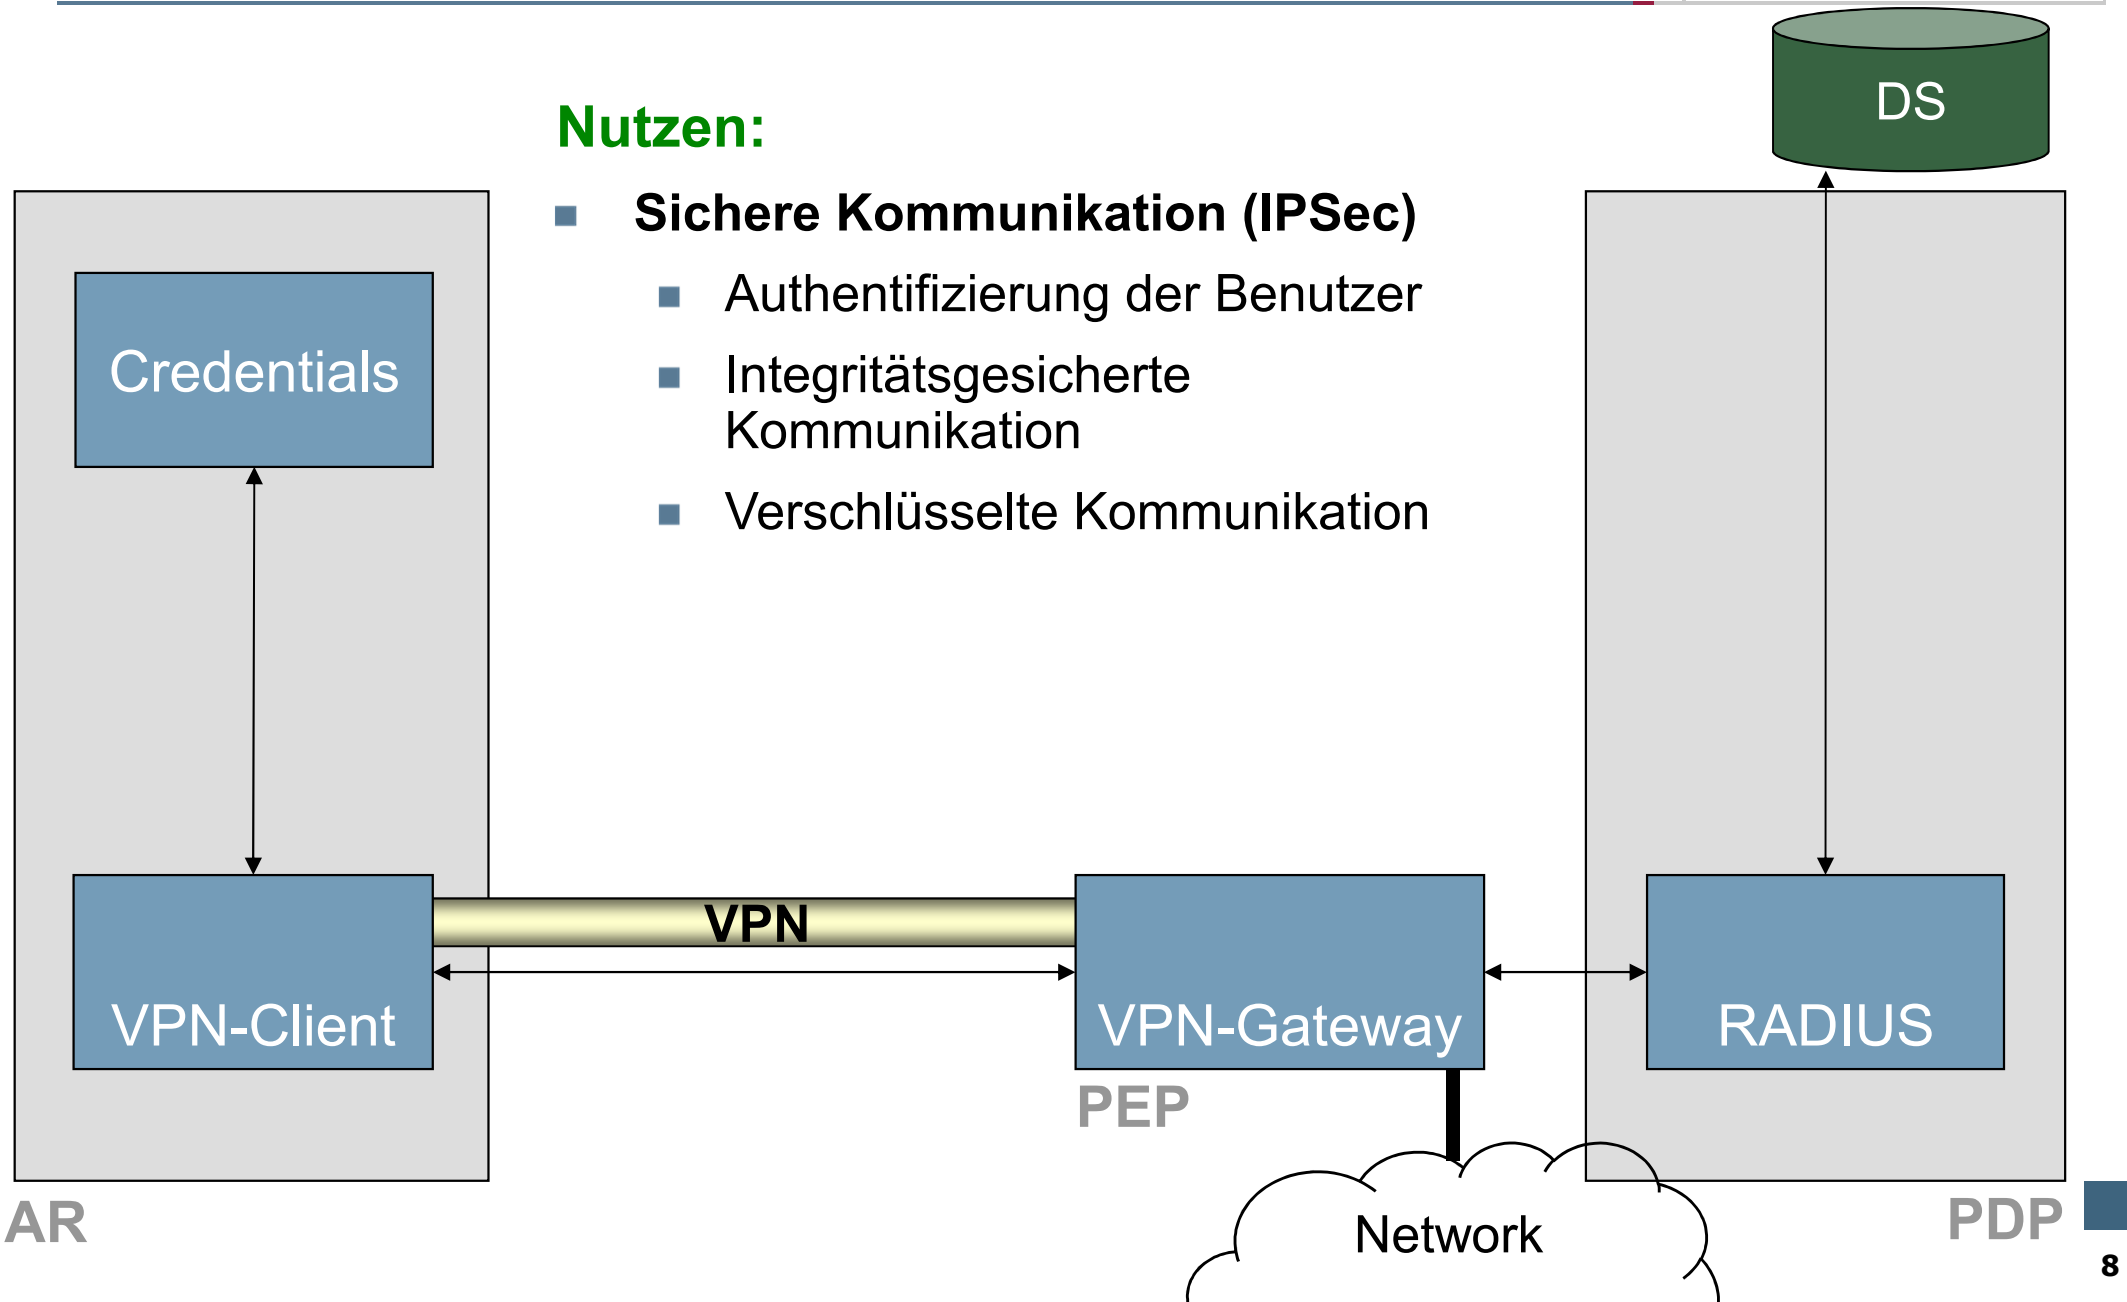 DS
Nutzen:
Sichere Kommunikation (IPSec)
Authentifizierung der Benutzer
Integritätsgesicherte
Kommunikation
Verschlüsselte Kommunikation
Credentials
VPN
VPN-Client
VPN-Gateway
RADIUS
PEP
AR
Network
PDP
8